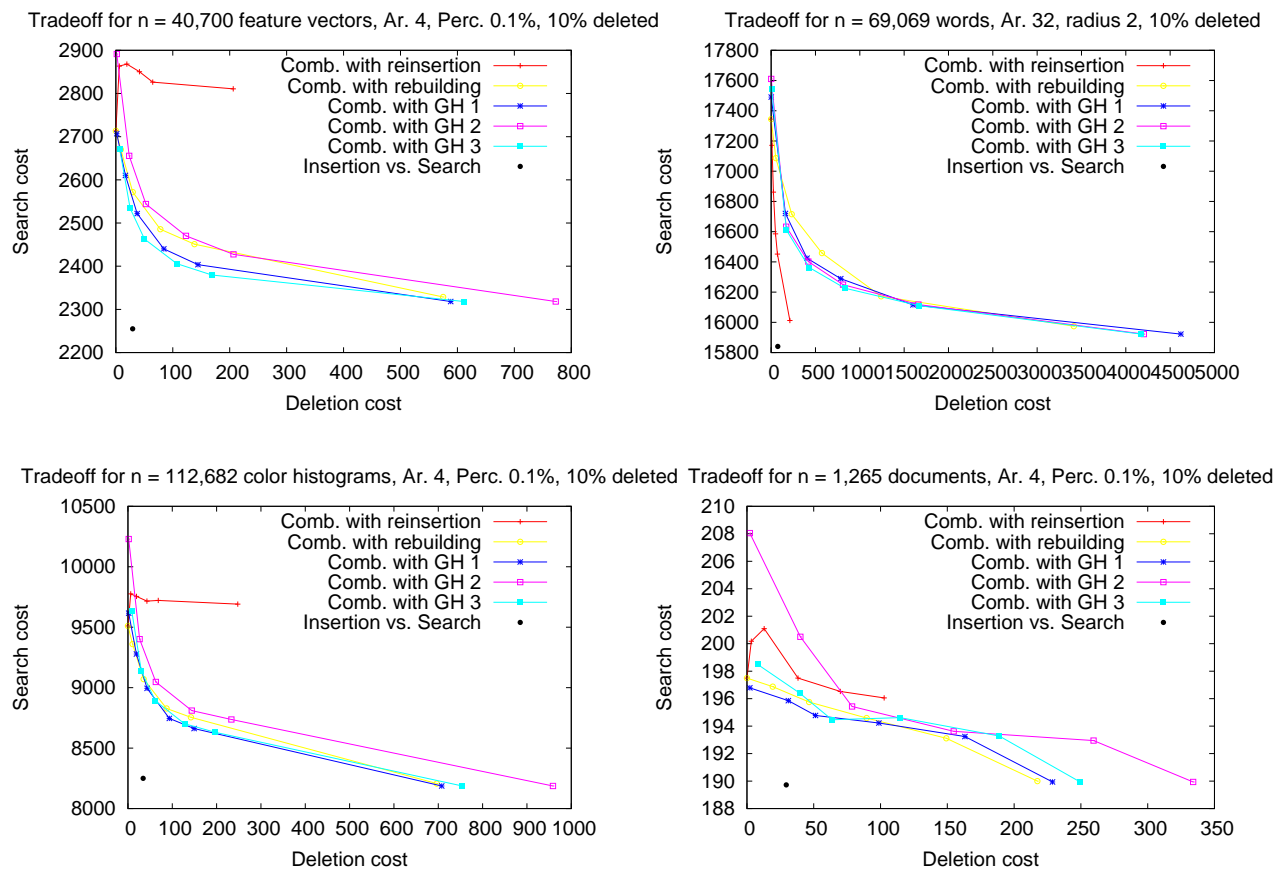 Tradeoff for n = 40,700 feature vectors, Ar. 4, Perc. 0.1%, 10% deleted
2900
2800
2700
2600
2500
2400
2300
2200
Search cost
Comb. with reinsertion
Comb. with rebuilding
Comb. with GH 1
Comb. with GH 2
Comb. with GH 3
Insertion vs. Search
0 100 200 300 400 500 600 700 800
Deletion cost
Tradeoff for n = 69,069 words, Ar. 32, radius 2, 10% deleted
17800
17600
17400
17200
17000
16800
16600
16400
16200
16000
15800
Search cost
Comb. with reinsertion
Comb. with rebuilding
Comb. with GH 1
Comb. with GH 2
Comb. with GH 3
Insertion vs. Search
0 500 1000 1500 2000 2500 3000 3500 4000 4500 5000
Deletion cost
Tradeoff for n = 112,682 color histograms, Ar. 4, Perc. 0.1%, 10% deleted
10500
10000
9500
9000
8500
8000
Search cost
Comb. with reinsertion
Comb. with rebuilding
Comb. with GH 1
Comb. with GH 2
Comb. with GH 3
Insertion vs. Search
0 100 200 300 400 500 600 700 800 900 1000
Deletion cost
Tradeoff for n = 1,265 documents, Ar. 4, Perc. 0.1%, 10% deleted
210
208
206
204
202
200
198
196
194
192
190
188
Search cost
Comb. with reinsertion
Comb. with rebuilding
Comb. with GH 1
Comb. with GH 2
Comb. with GH 3
Insertion vs. Search
0 50 100 150 200 250 300 350
Deletion cost